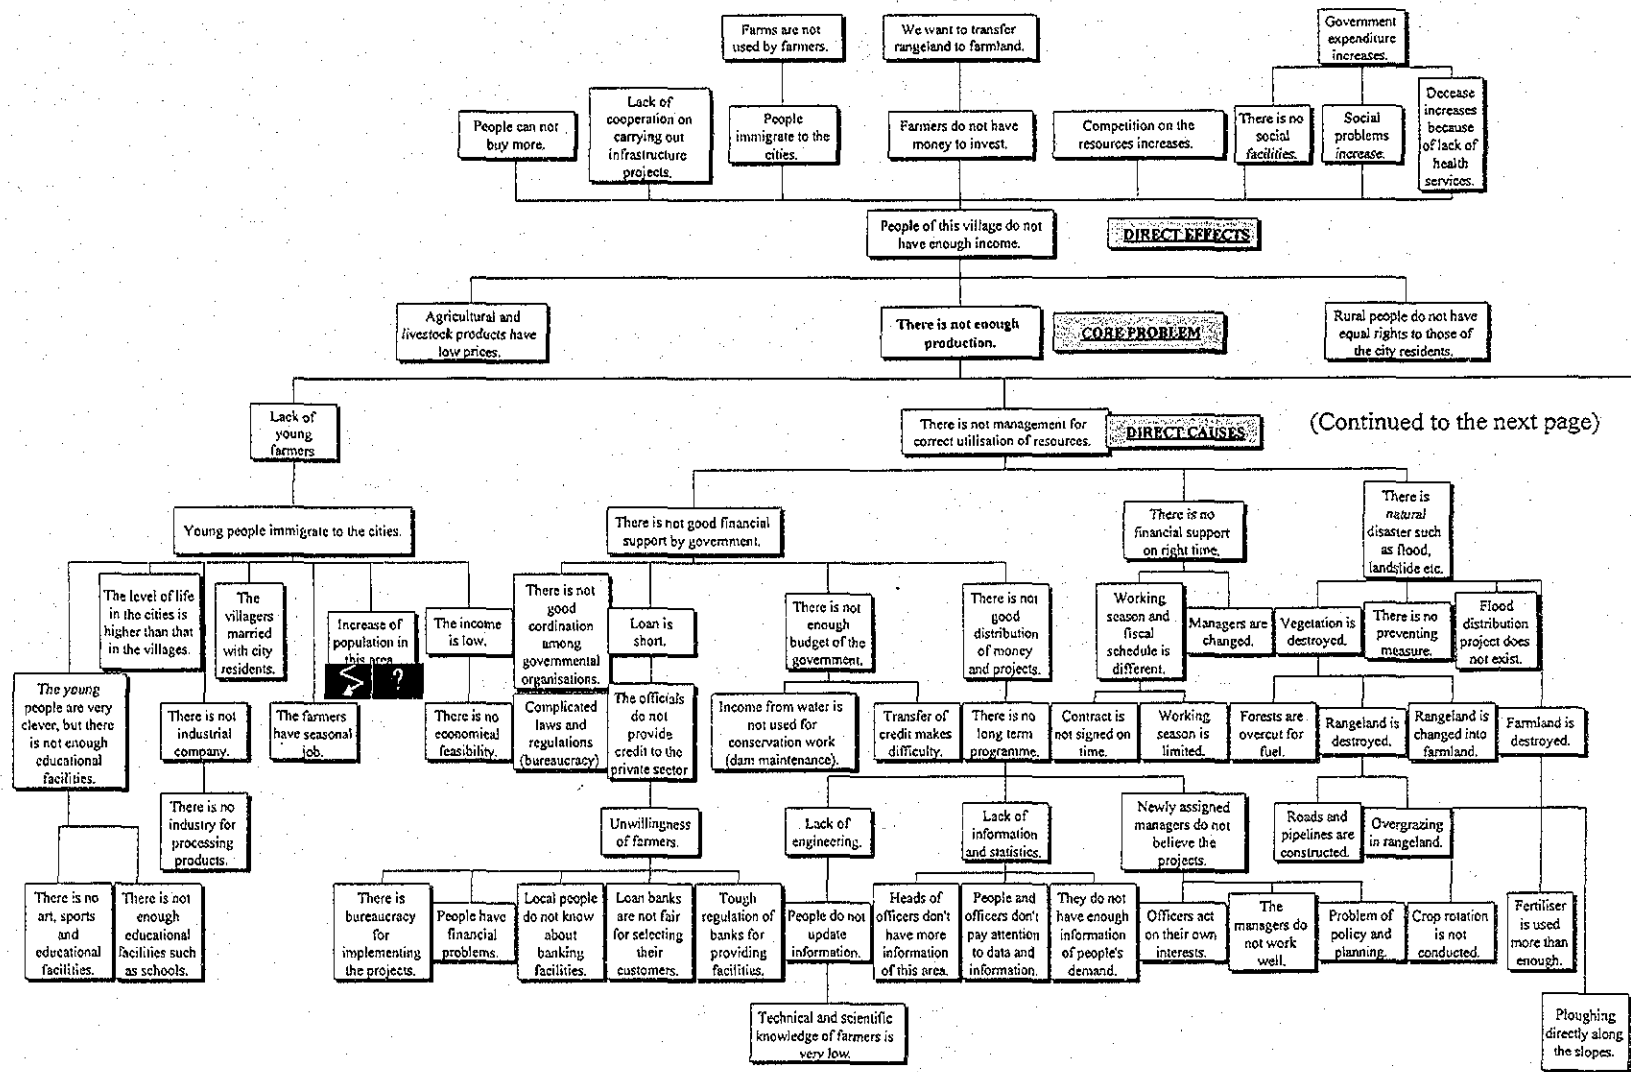 Farms are not
used by farmers.
We want to transfer
rangeland to farmland.
Government
expenditure
increases.
People can not
buy more.
Lack of
cooperation on
carrying out
infrastructure
projects.
People
immigrate to the
cities.
Farmers do not have
money to invest.
Competition on the
resources increases.
There is no
social
facilities.
Social
problems
increase.
Decease
increases
because
of lack of
health
services.
People of this village do not
have enough income.
DIRECT EFFECTS
Agricultural and
livestock products have
low prices.
There is not enough
production.
CORE PROBLEM
Rural people do not have
equal rights to those of
the city residents.
Lack of
young
farmers
There is not management for
correct utilisation of resources.
DIRECT CAUSES
(Continued to the next page)
Young people immigrate to the cities.
There is not good financial
support by government.
There is no
financial support
on right time.
There is
natural
disaster such
as flood,
landslide etc.
The level of life
in the cities is
higher than that
in the villages.
The
villagers
married
with city
residents.
Increase of
population in
this area
?
The income
is low.
There is not
good
cordination
among
governmental
organisations.
Loan is
short.
There is not
enough
budget of the
government.
There is not
good
distribution
of money
and projects.
Working
season and
fiscal
schedule is
different.
Managers are
changed.
Vegetation is
destroyed.
There is no
preventing
measure.
Flood
distribution
project does
not exist.
The young
people are very
clever, but there
is not enough
educational
facilities.
There is not
industrial
company.
The farmers
have seasonal
job.
There is no
economical
feasibility.
Complicated
laws and
regulations
(bureaucracy)
The officials
do not
provide
credit to the
private sector
Income from water is
not used for
conservation work
(dam maintenance).
Transfer of
credit makes
difficulty.
There is no
long term
programme.
Contract is
not signed on
time.
Working
season is
limited.
Forests are
overcut for
fuel.
Rangeland is
destroyed.
Rangeland is
changed into
farmland.
Farmland is
destroyed.
There is no
industry for
processing
products.
Unwillingness
of farmers.
Lack of
engineering.
Lack of
information
and statistics.
Newly assigned
managers do not
believe the
projects.
Roads and
pipelines are
constructed.
Overgrazing
in rangeland.
There is no
art, sports
and
educational
facilities.
There is not
enough
educational
facilities such
as schools.
There is
bureaucracy
for
implementing
the projects.
People have
financial
problems.
Local people
do not know
about
banking
facilities.
Loan banks
are not fair
for selecting
their
customers.
Tough
regulation of
banks for
providing
facilities.
People do not
update
information.
Heads of
officers don't
have more
information
of this area.
People and
officers don't
pay attention
to data and
information.
They do not
have enough
information
of people's
demand.
Officers act
on their own
interests.
The
managers do
not work
well.
Problem of
policy and
planning.
Crop rotation
is not
conducted.
Fertiliser
is used
more than
enough.
Technical and scientific
knowledge of farmers is
very low.
Ploughing
directly along
the slopes.